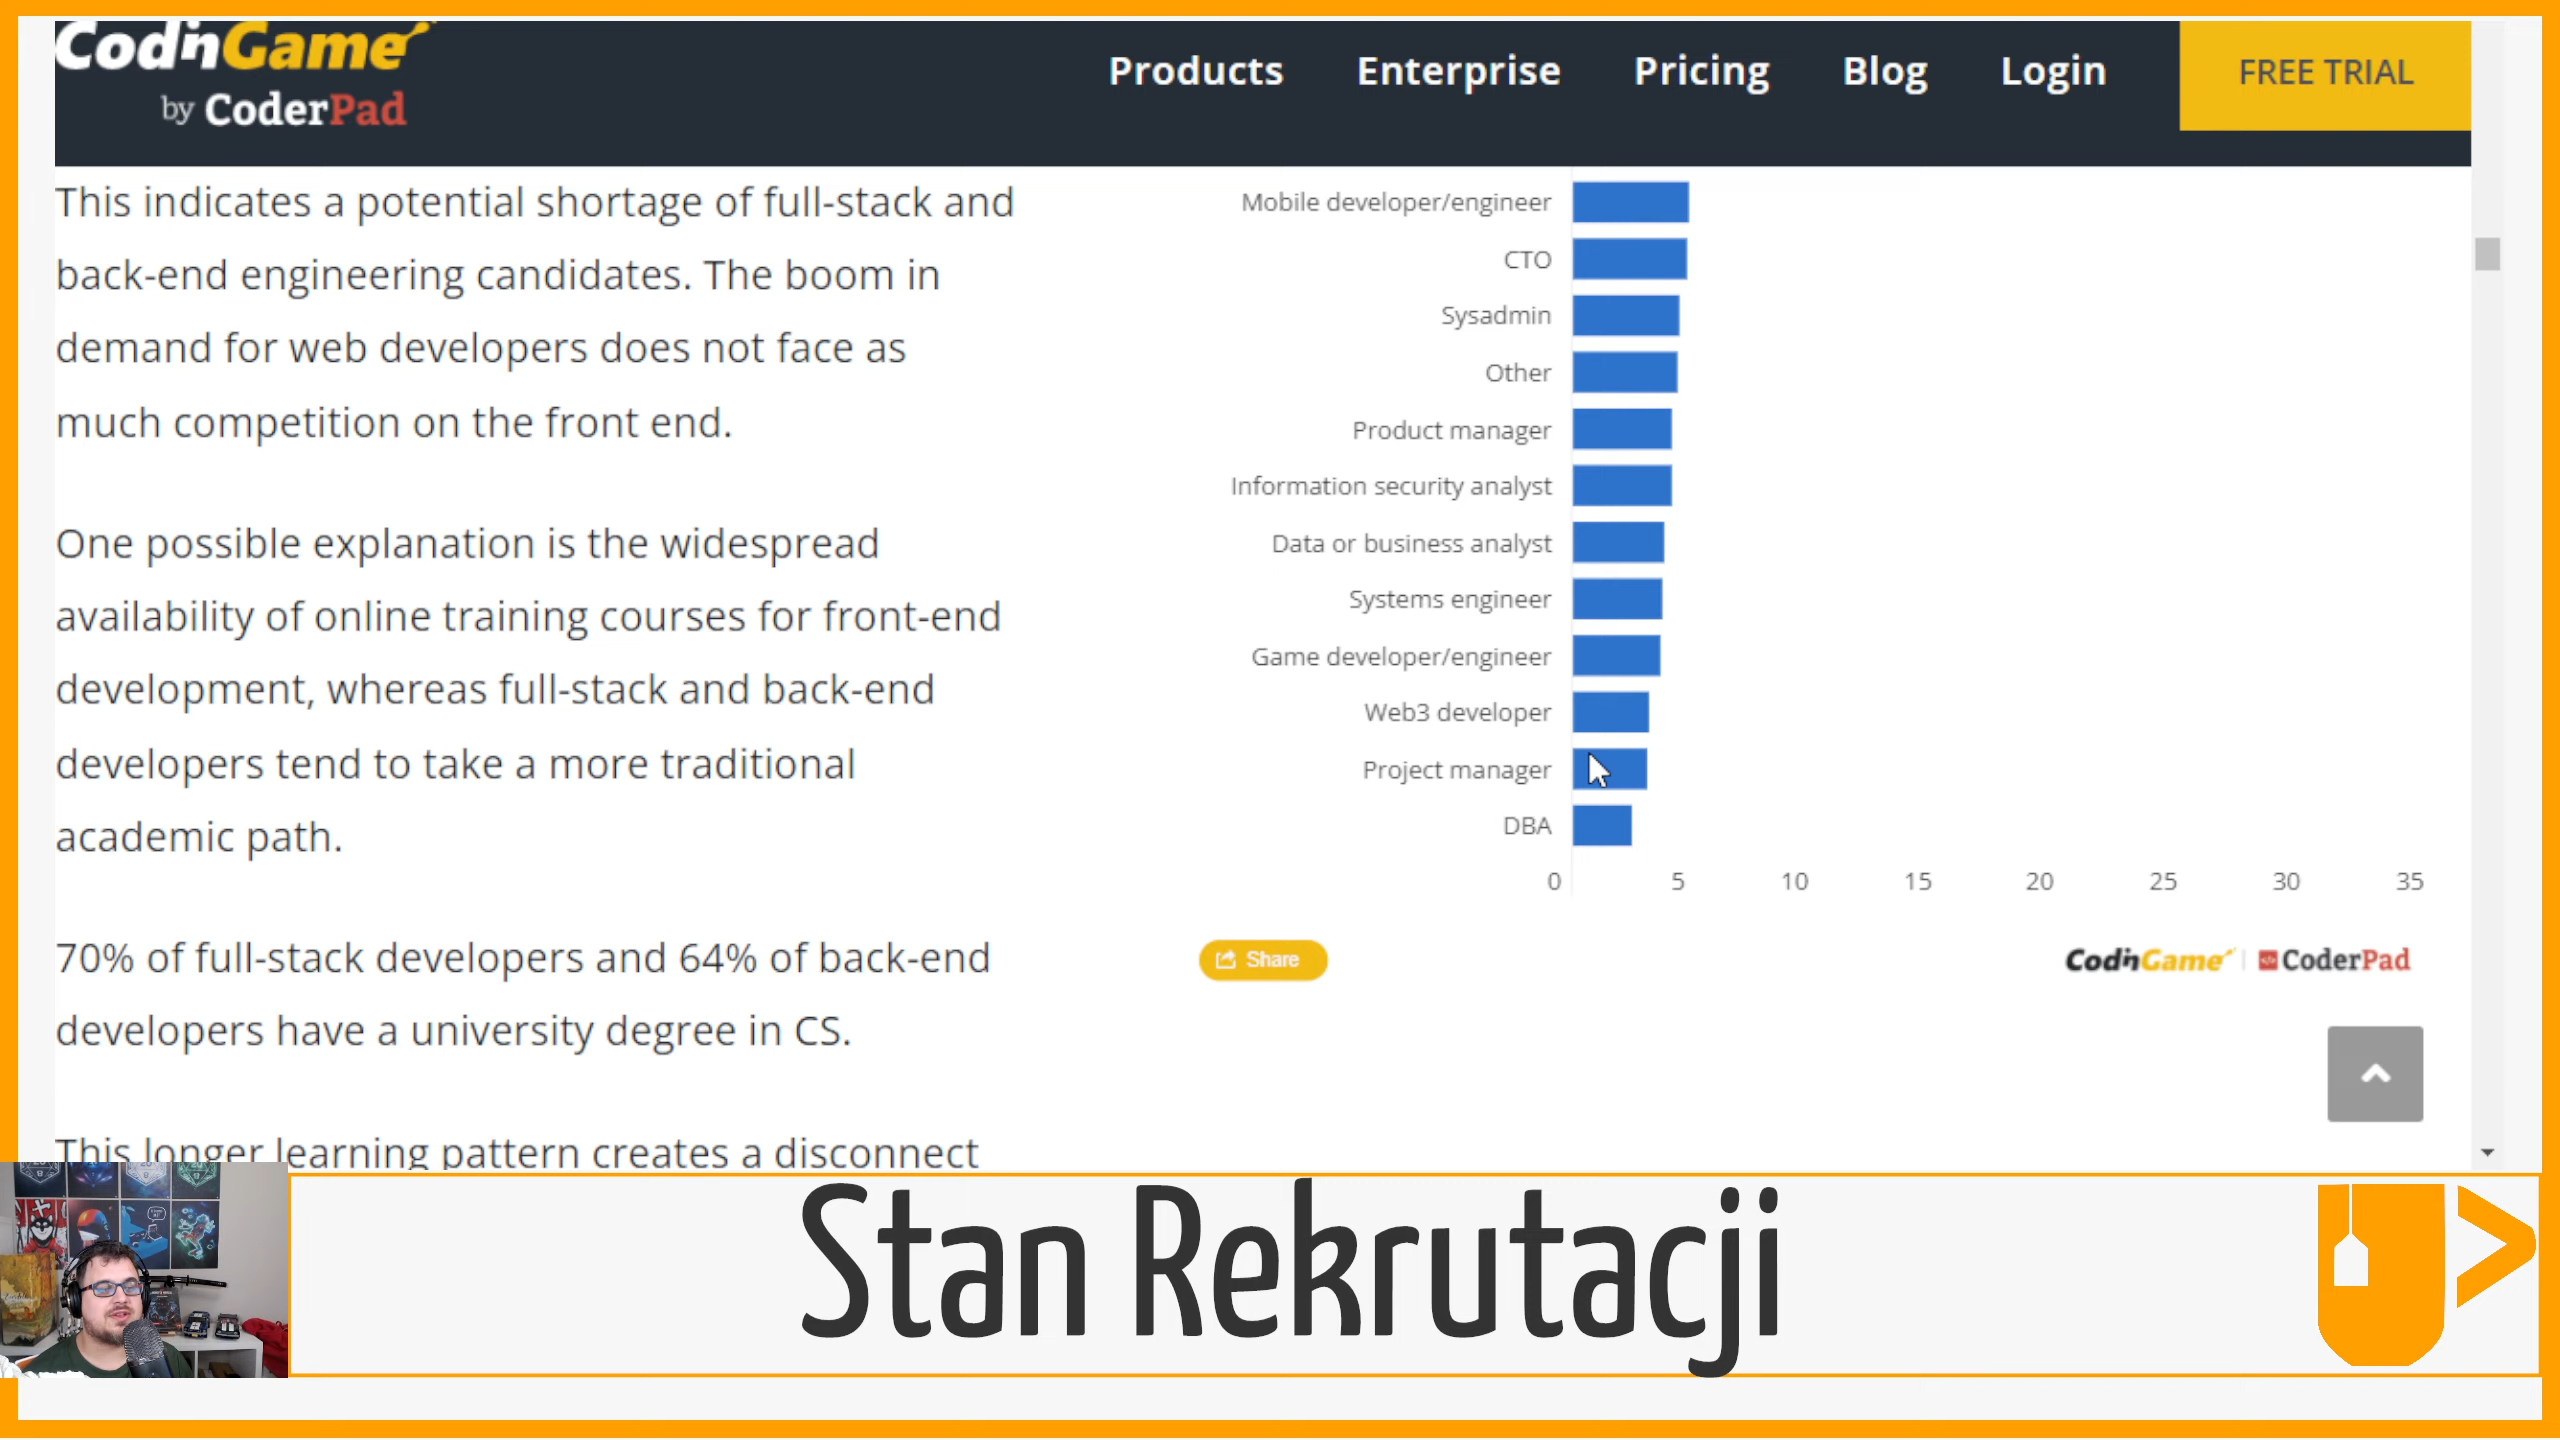 CodinGame
by CoderPad
Products Enterprise Pricing Blog Login FREE TRIAL
This indicates a potential shortage of full-stack and
back-end engineering candidates. The boom in
demand for web developers does not face as
much competition on the front end.
One possible explanation is the widespread
availability of online training courses for front-end
development, whereas full-stack and back-end
developers tend to take a more traditional
academic path.
70% of full-stack developers and 64% of back-end
developers have a university degree in CS.
This longer learning pattern creates a disconnect
Mobile developer/engineer
CTO
Sysadmin
Other
Product manager
Information security analyst
Data or business analyst
Systems engineer
Game developer/engineer
Web3 developer
Project manager
DBA
0 5 10 15 20 25 30 35
Share
CodinGame CoderPad
Stan Rekrutacji